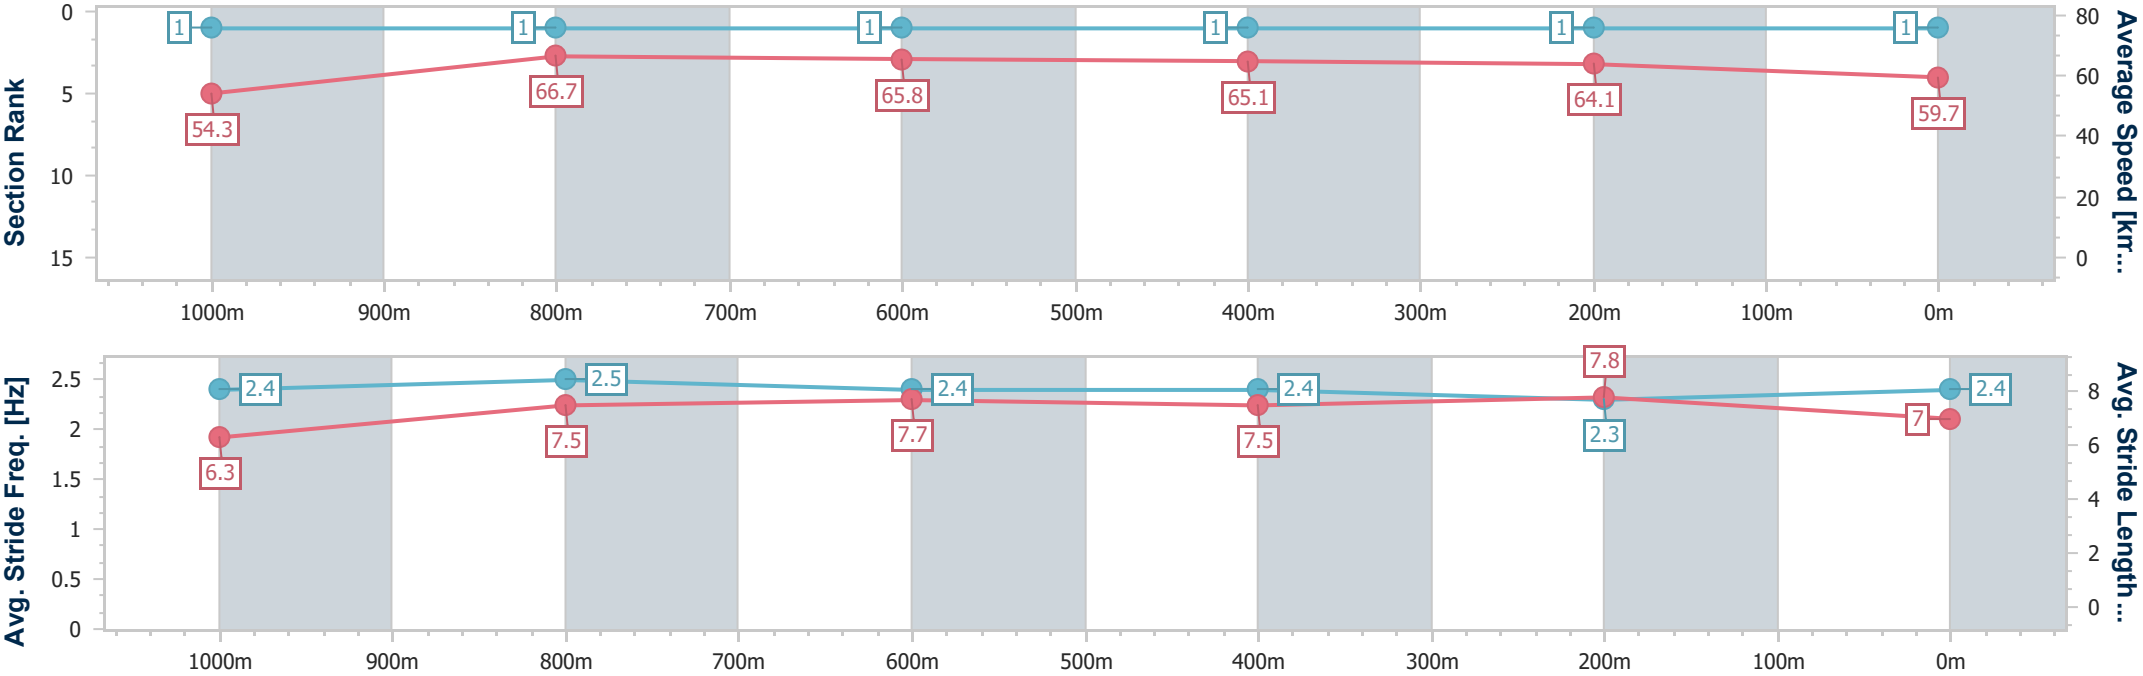 Section Rank
Average Speed [km...
0
5
10
15
80
60
40
20
0
1
1
1
1
1
1
54.3
66.7
65.8
65.1
64.1
59.7
1000m
900m
800m
700m
600m
500m
400m
300m
200m
100m
0m
Avg. Stride Freq. [Hz]
Avg. Stride Length ...
2.5
2
1.5
1
0.5
0
8
6
4
2
0
2.4
2.5
2.4
2.4
2.3
2.4
6.3
7.5
7.7
7.5
7.8
7
1000m
900m
800m
700m
600m
500m
400m
300m
200m
100m
0m